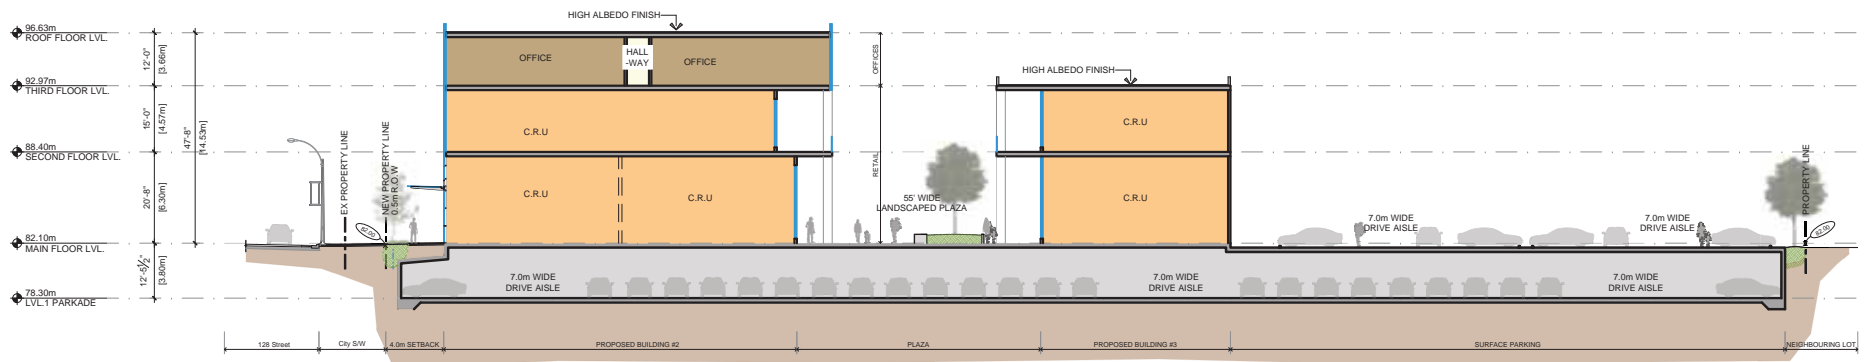 HIGH ALBEDO FINISH
96.63m
ROOF FLOOR LVL.
12'-0"
[3.66m]
OFFICE
HALL
-WAY
OFFICE
OFFICES
92.97m
THIRD FLOOR LVL.
HIGH ALBEDO FINISH
15'-0"
[4.57m]
47'-8"
[14.53m]
C.R.U
C.R.U
88.40m
SECOND FLOOR LVL.
EX PROPERTY LINE
NEW PROPERTY LINE
0.5m R.O.W
RETAIL
PROPERTY LINE
20'-8"
[6.30m]
C.R.U
C.R.U
C.R.U
55' WIDE
LANDSCAPED PLAZA
7.0m WIDE
DRIVE AISLE
7.0m WIDE
DRIVE AISLE
82.00
82.00
82.10m
MAIN FLOOR LVL.
12'-5½"
[3.80m]
7.0m WIDE
DRIVE AISLE
7.0m WIDE
DRIVE AISLE
7.0m WIDE
DRIVE AISLE
78.30m
LVL.1 PARKADE
128 Street
City S/W
4.0m SETBACK
PROPOSED BUILDING #2
PLAZA
PROPOSED BUILDING #3
SURFACE PARKING
NEIGHBOURING LOT